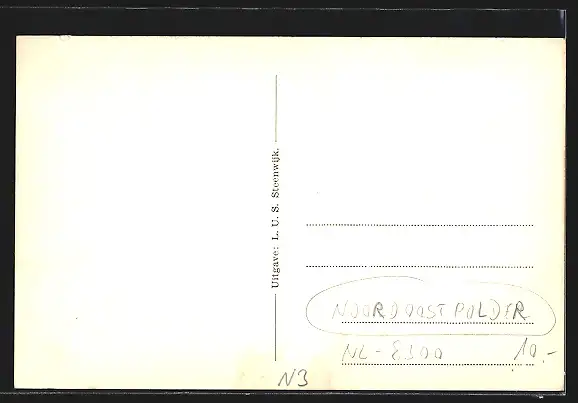 Uitgave: L. U. S. Steenwijk.
NOORDOOSTPOLDER
NL - 8300 10.-
N3